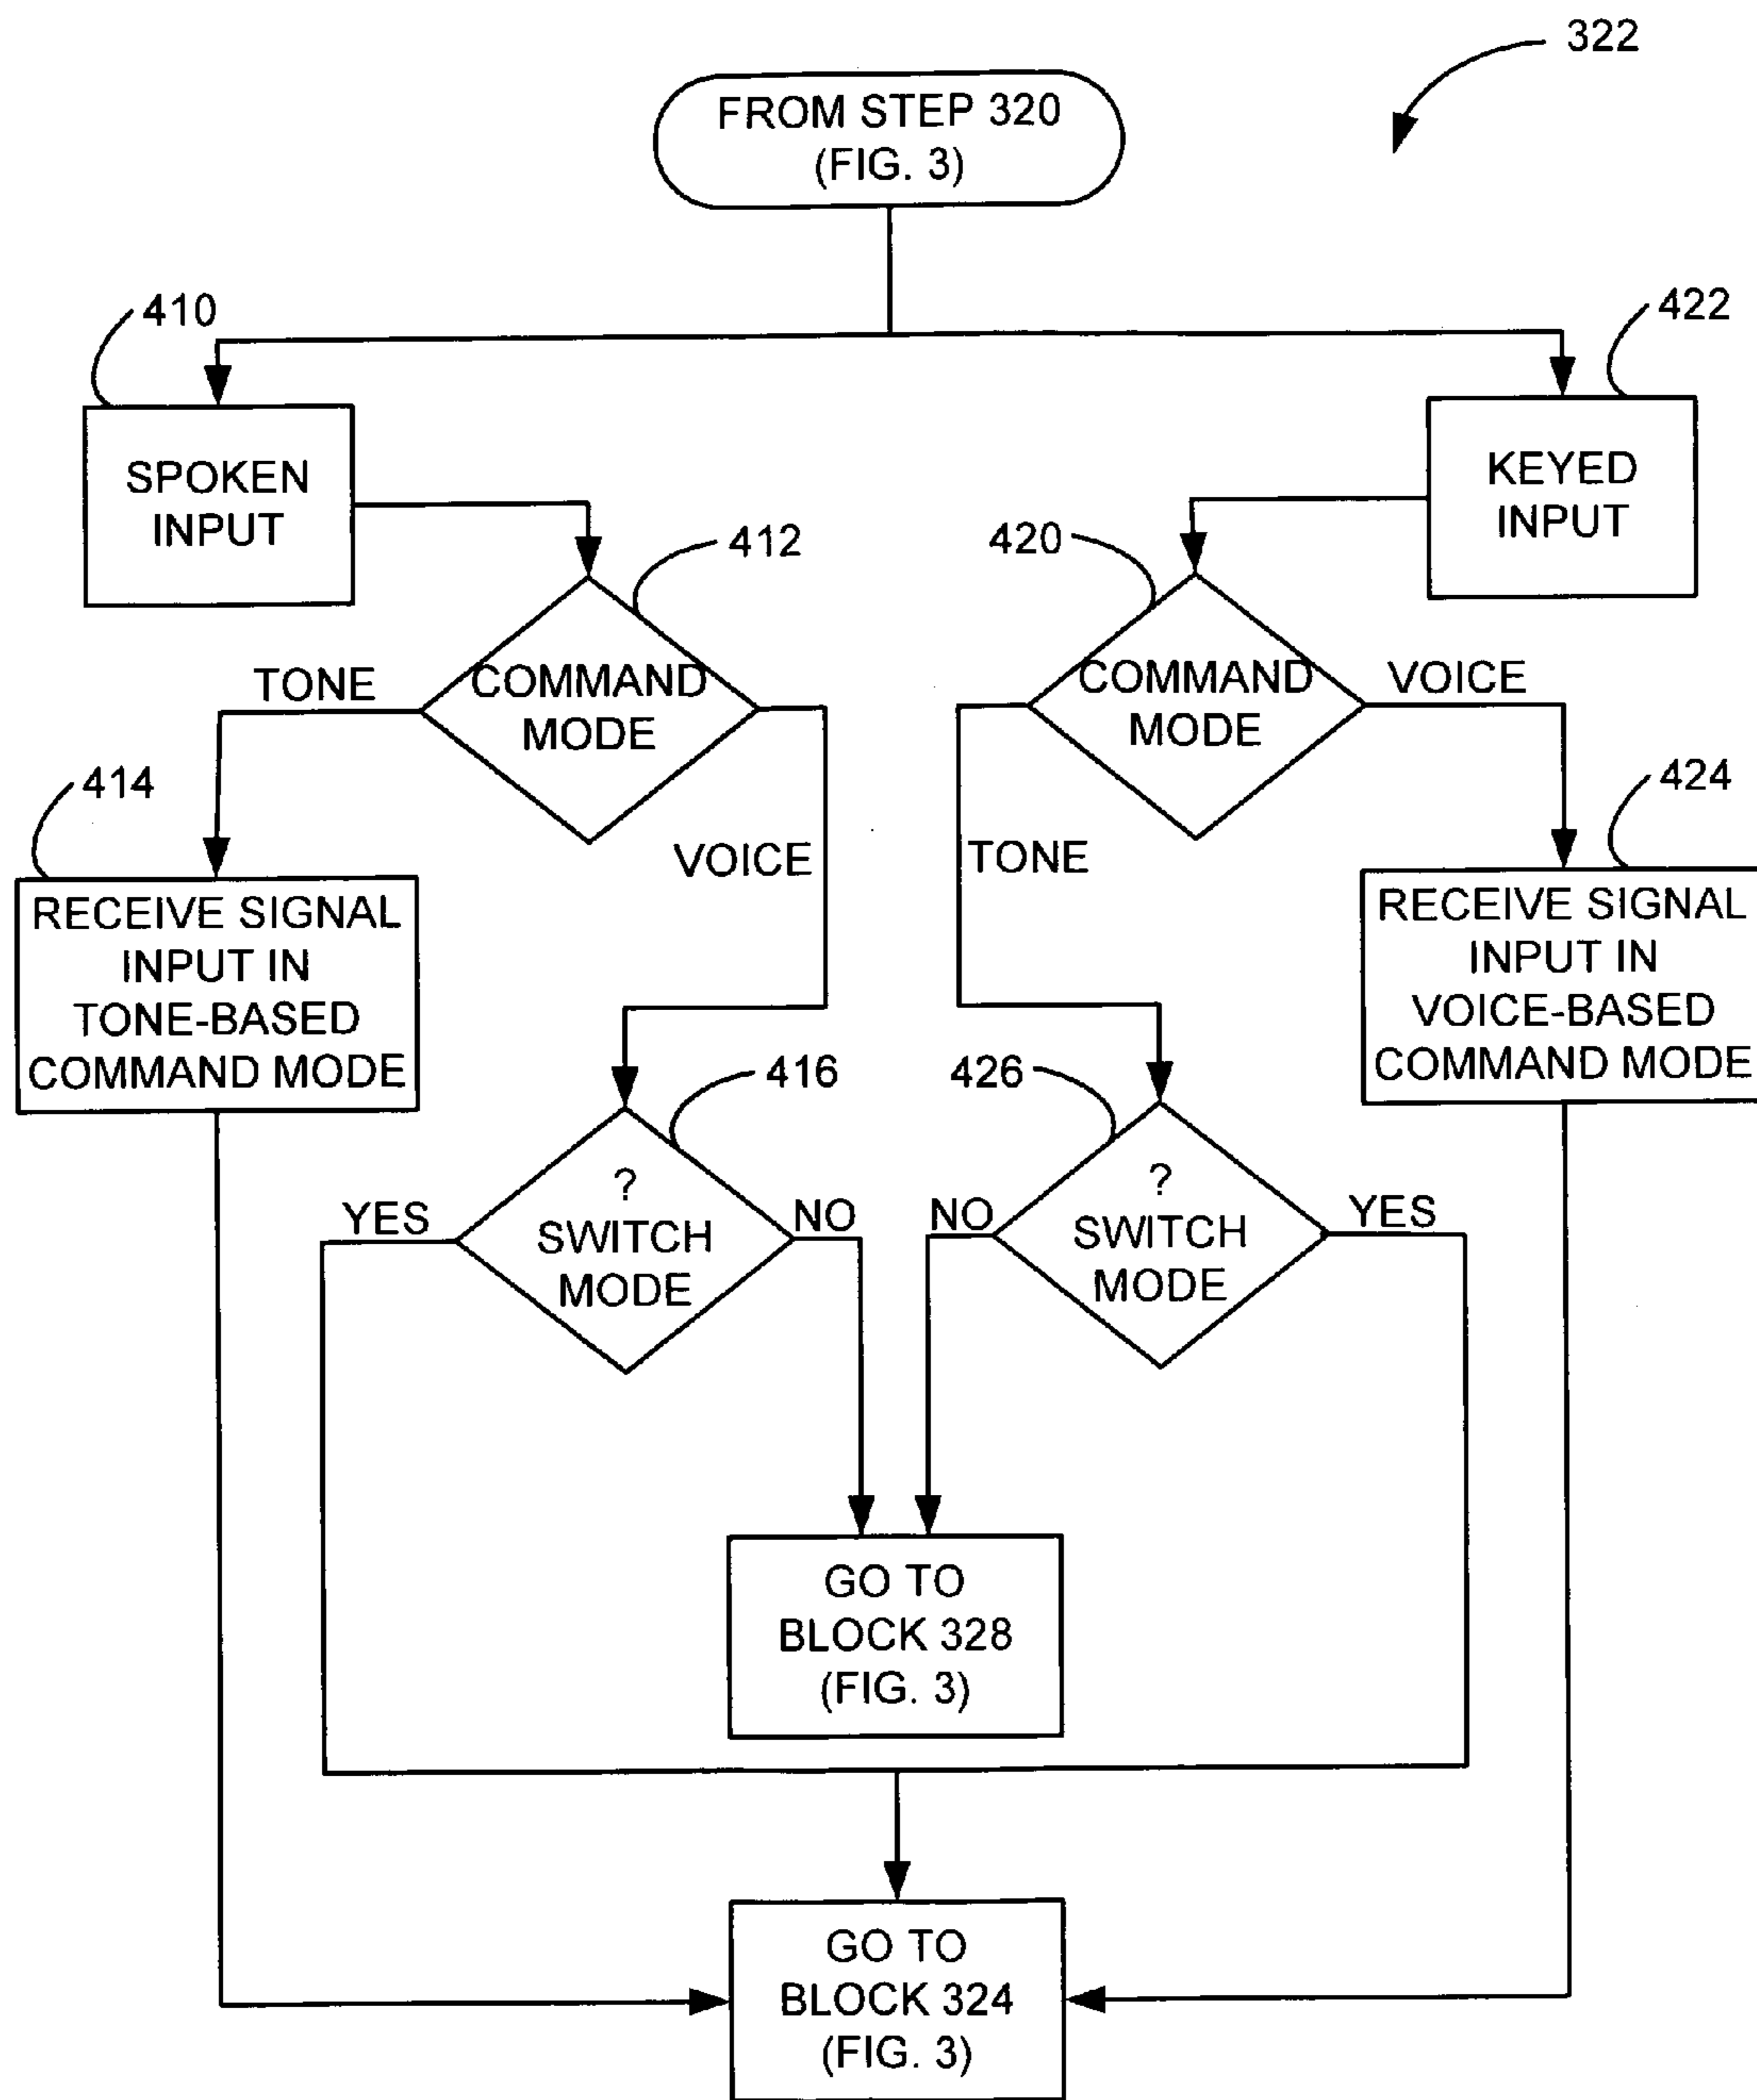 322
FROM STEP 320
(FIG. 3)
410
422
SPOKEN
INPUT
KEYED
INPUT
412
420
TONE
COMMAND
MODE
COMMAND
MODE
VOICE
414
424
VOICE
TONE
RECEIVE SIGNAL
INPUT IN
TONE-BASED
COMMAND MODE
RECEIVE SIGNAL
INPUT IN
VOICE-BASED
COMMAND MODE
416
426
YES
?
SWITCH
MODE
NO
NO
?
SWITCH
MODE
YES
GO TO
BLOCK 328
(FIG. 3)
GO TO
BLOCK 324
(FIG. 3)